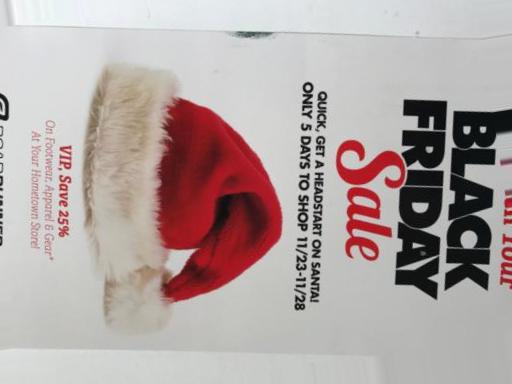 Your
BLACK
FRIDAY
Sale
QUICK, GET A HEADSTART ON SANTA!
ONLY 5 DAYS TO SHOP 11/23-11/28
VIP, Save 25%
On Footwear, Apparel & Gear*
At Your Hometown Store!